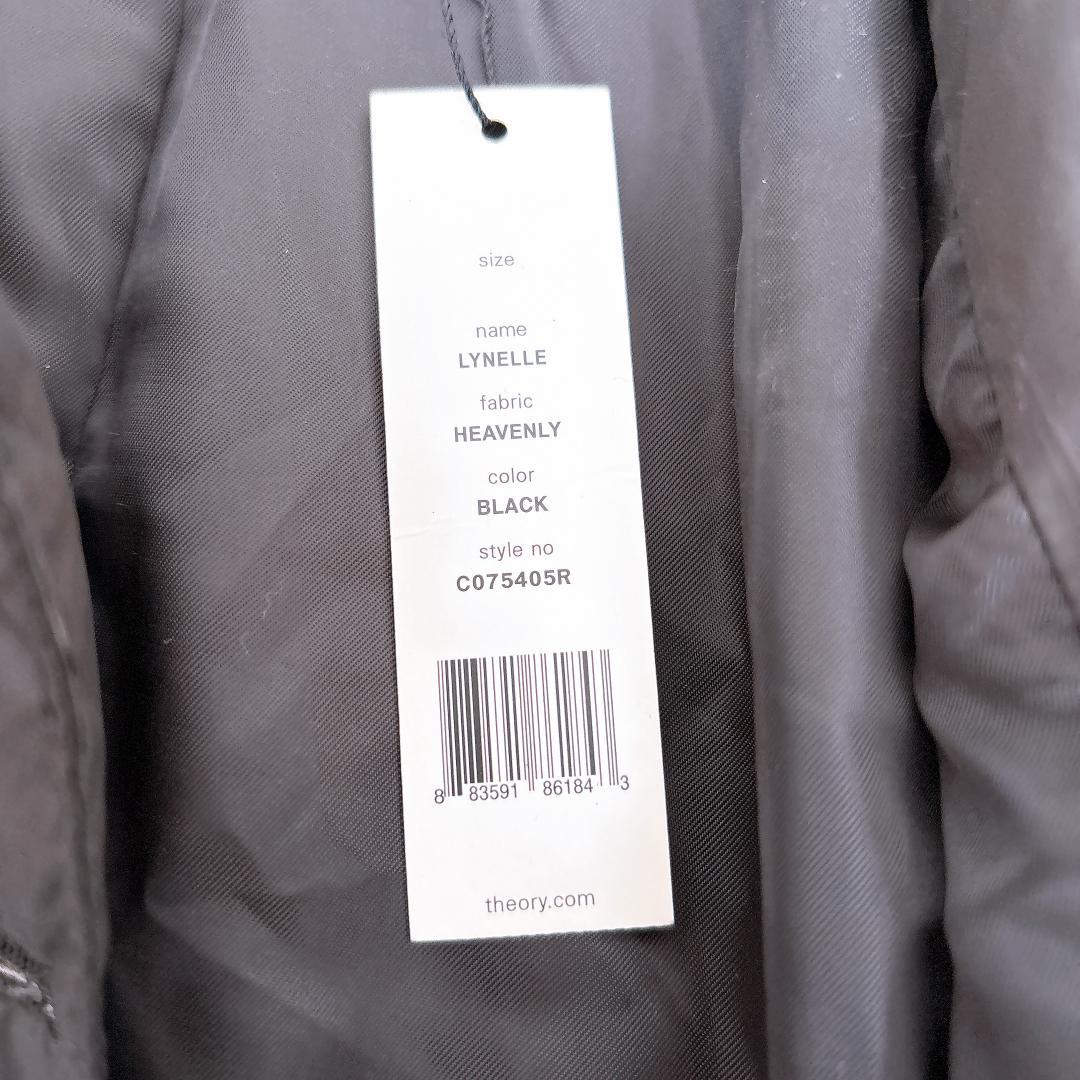 size
name
LYNELLE
fabric
HEAVENLY
color
BLACK
style no
C075405R
8 83591 86184 3
theory.com